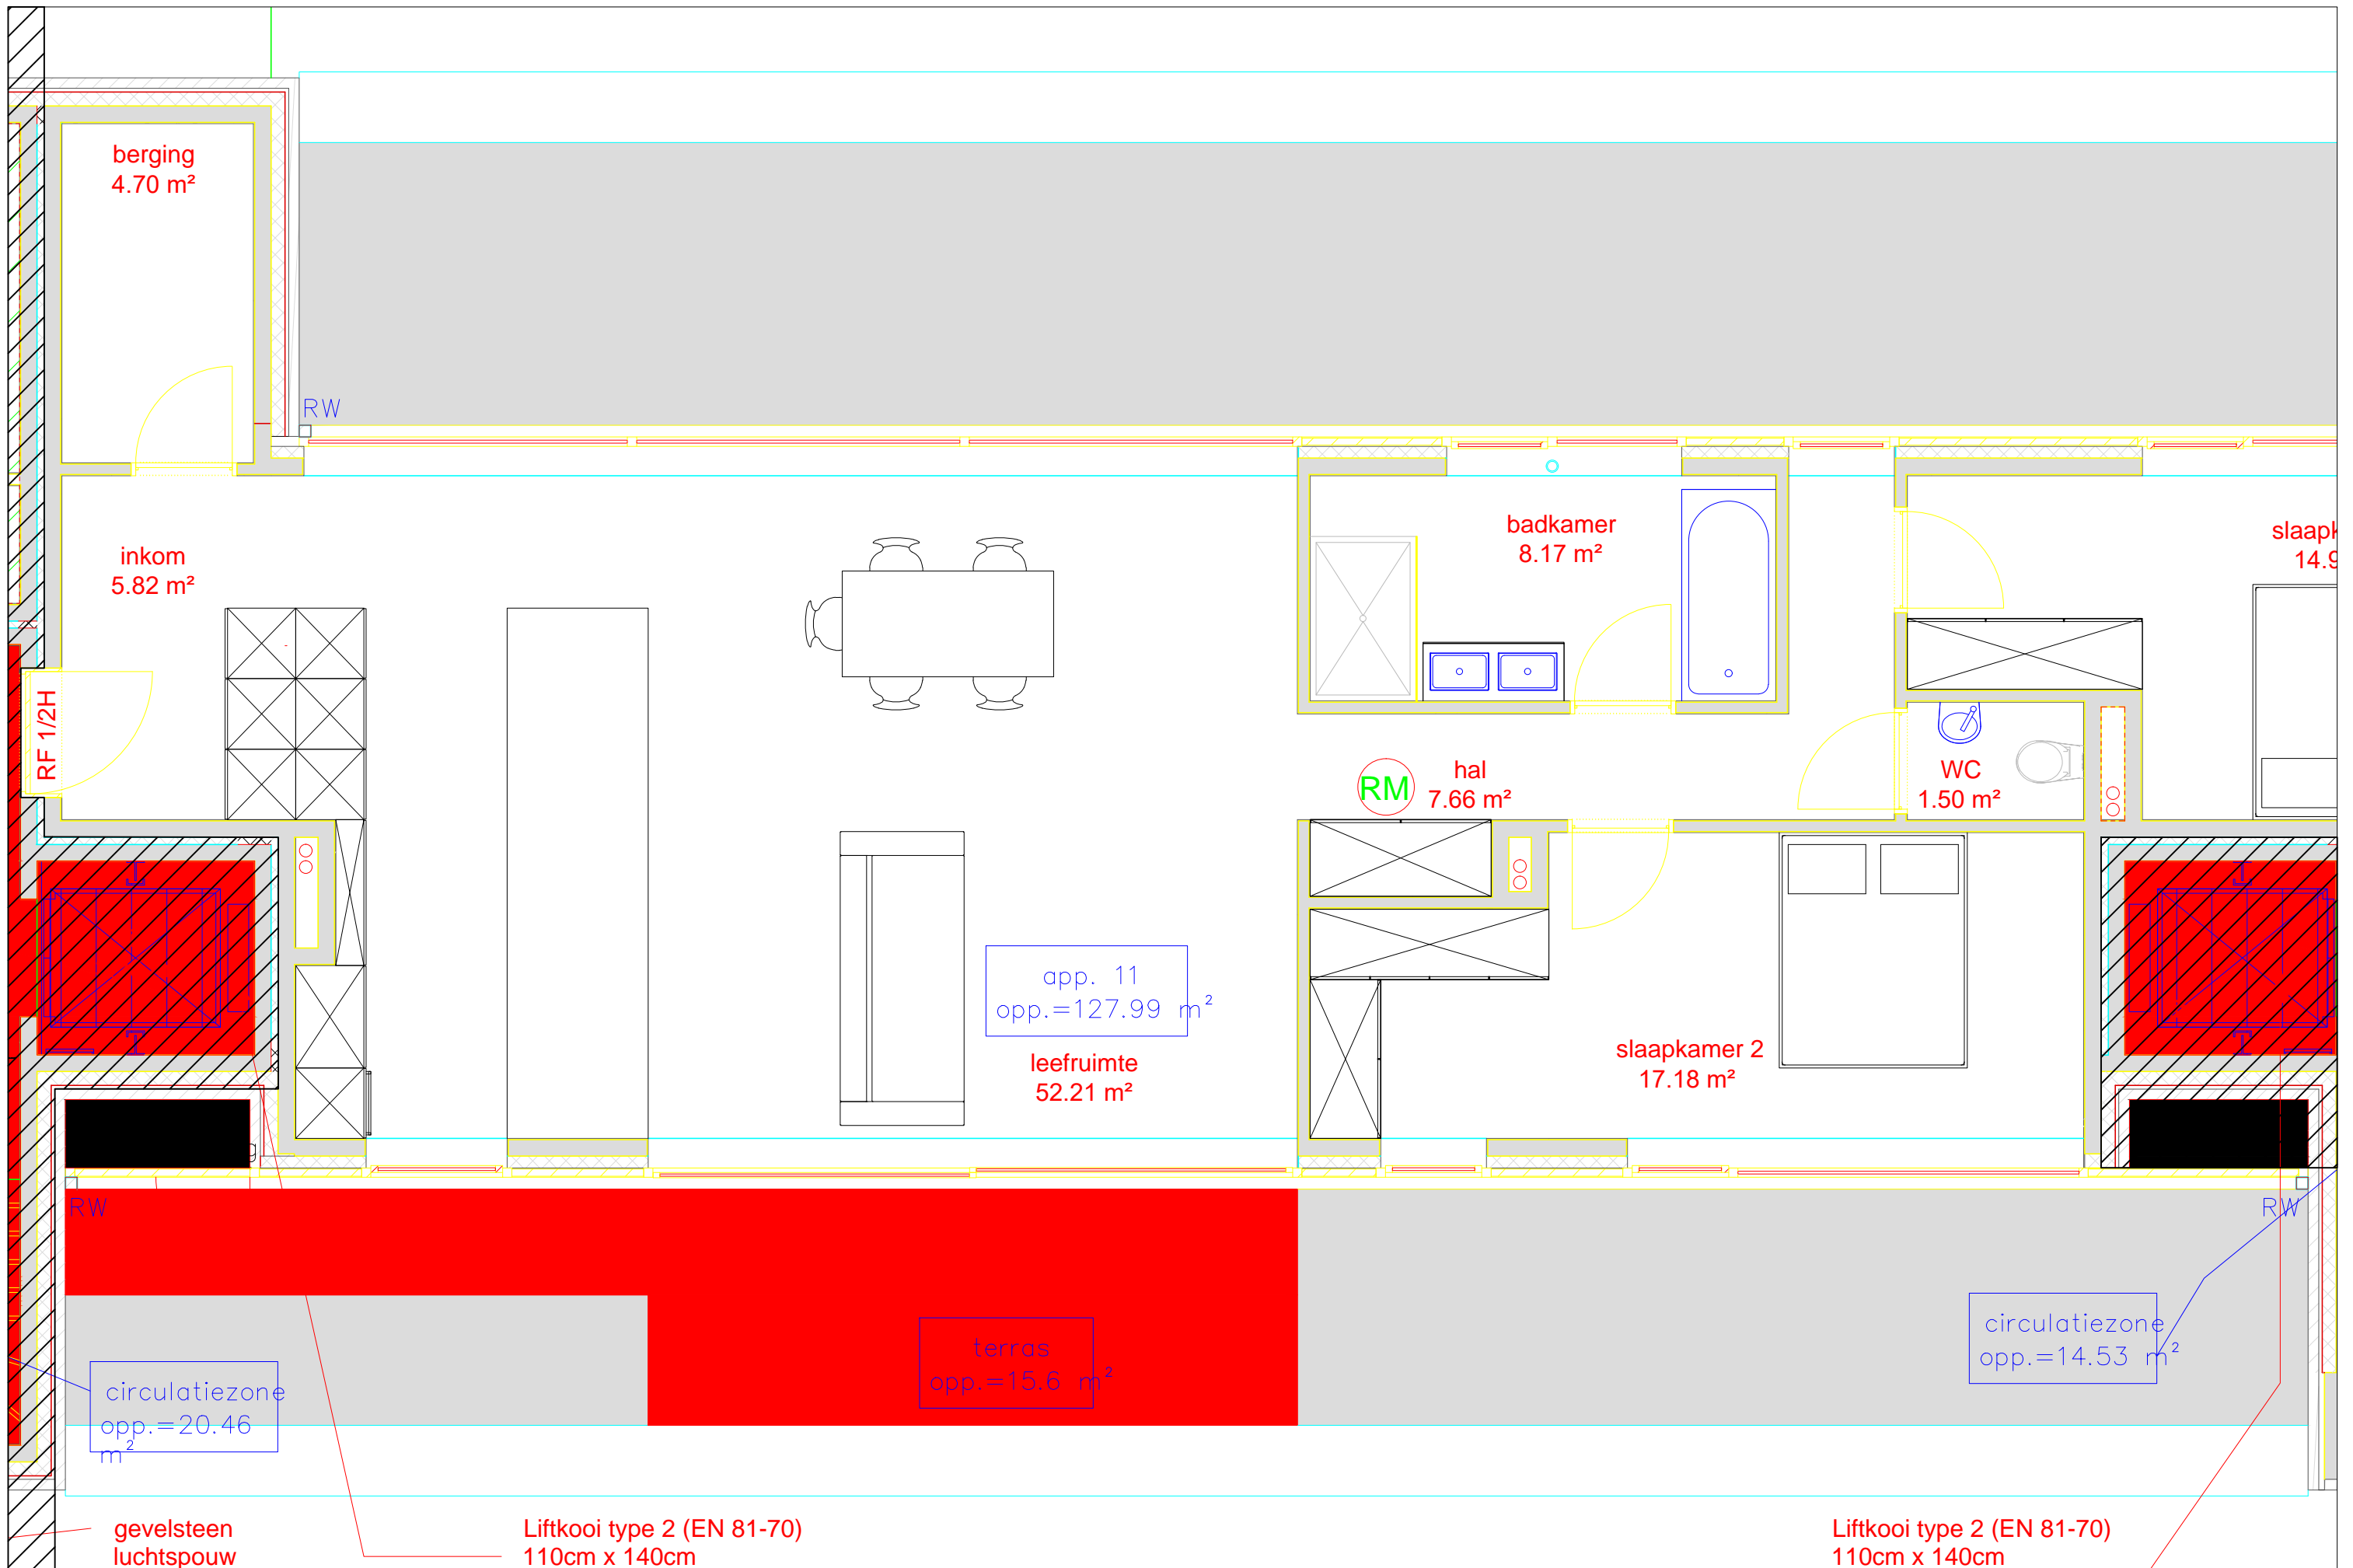 berging
4.70 m²
RW
inkom
5.82 m²
badkamer
8.17 m²
RF 1/2H
RM
hal
7.66 m²
WC
1.50 m²
app. 11
opp.=127.99 m²
leefruimte
52.21 m²
slaapkamer 2
17.18 m²
RW
RW
terras
opp.=15.6 m²
circulatiezone
opp.=14.53 m²
circulatiezone
opp.=20.46
m²
gevelsteen
luchtspouw
Liftkooi type 2 (EN 81-70)
110cm x 140cm
Liftkooi type 2 (EN 81-70)
110cm x 140cm